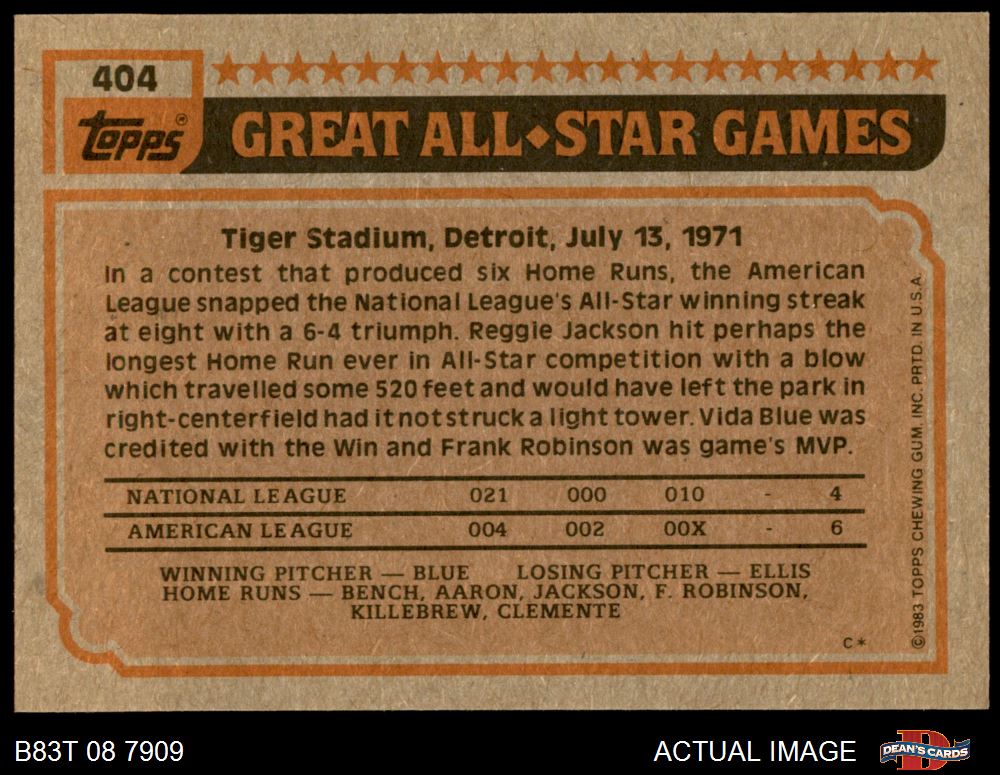 404
Topps®
GREAT ALL◆STAR GAMES
Tiger Stadium, Detroit, July 13, 1971
In a contest that produced six Home Runs, the American
League snapped the National League's All-Star winning streak
at eight with a 6-4 triumph. Reggie Jackson hit perhaps the
longest Home Run ever in All-Star competition with a blow
which travelled some 520 feet and would have left the park in
right-centerfield had it not struck a light tower. Vida Blue was
credited with the Win and Frank Robinson was game's MVP.
NATIONAL LEAGUE 021 000 010 - 4
AMERICAN LEAGUE 004 002 00X - 6
WINNING PITCHER — BLUE LOSING PITCHER — ELLIS
HOME RUNS — BENCH, AARON, JACKSON, F. ROBINSON,
KILLEBREW, CLEMENTE
C*
©1983 TOPPS CHEWING GUM, INC. PRTD. IN U.S.A.
B83T 08 7909
ACTUAL IMAGE
DEAN'S CARDS